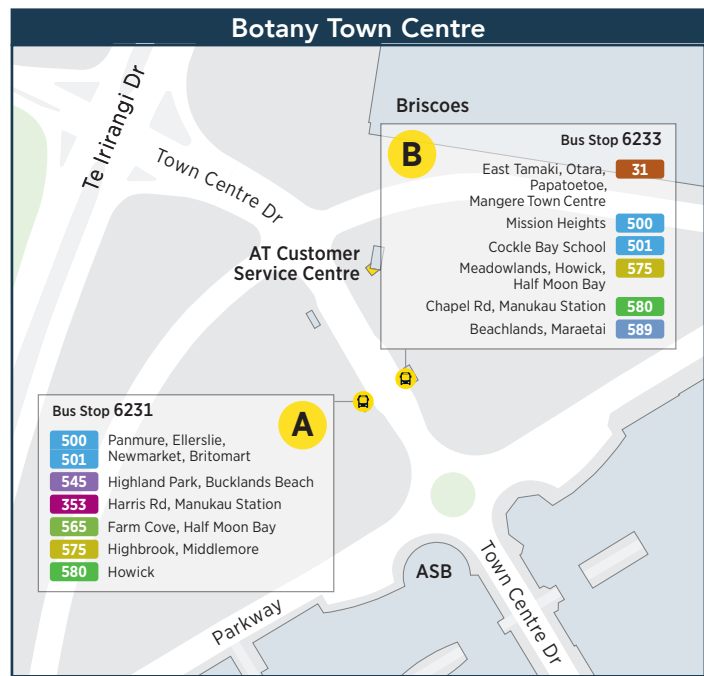 Botany Town Centre
Te Irirangi Dr
Town Centre Dr
Briscoes
B
Bus Stop 6233
East Tamaki, Otara, 31
Papatoetoe,
Mangere Town Centre
Mission Heights 500
Cockle Bay School 501
Meadowlands, Howick, 575
Half Moon Bay
Chapel Rd, Manukau Station 580
Beachlands, Maraetai 589
AT Customer
Service Centre
Bus Stop 6231
A
500 Panmure, Ellerslie,
501 Newmarket, Britomart
545 Highland Park, Bucklands Beach
353 Harris Rd, Manukau Station
565 Farm Cove, Half Moon Bay
575 Highbrook, Middlemore
580 Howick
ASB
Town Centre Dr
Parkway